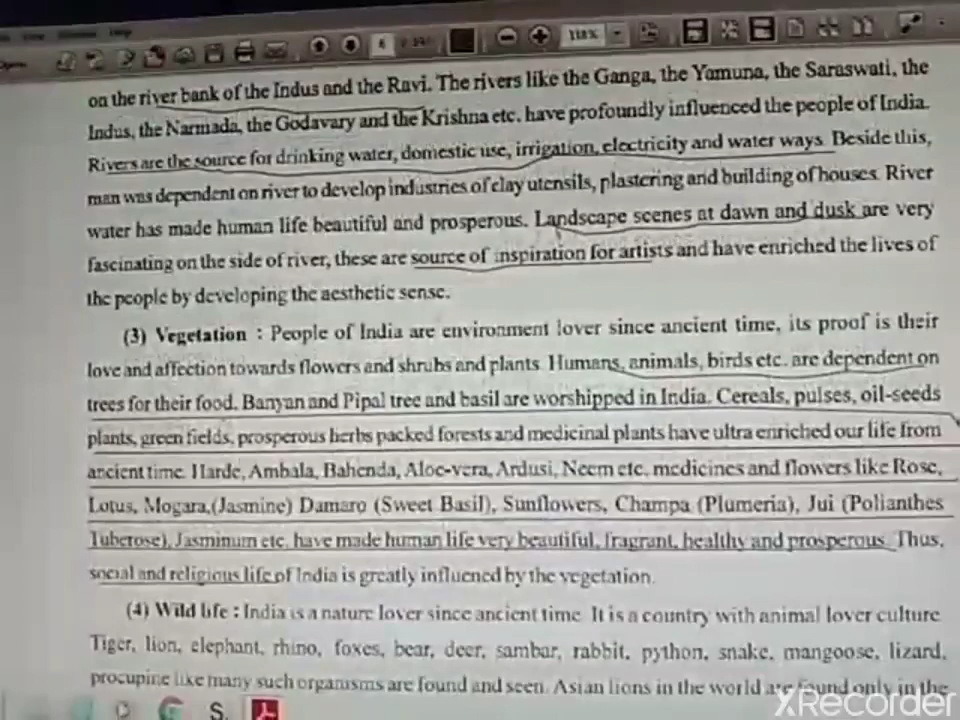 6
118%
on the river bank of the Indus and the Ravi. The rivers like the Ganga, the Yamuna, the Saraswati, the
Indus, the Narmada, the Godavary and the Krishna etc. have profoundly influenced the people of India.
Rivers are the source for drinking water, domestic use, irrigation, electricity and water ways. Beside this,
man was dependent on river to develop industries of clay utensils, plastering and building of houses. River
water has made human life beautiful and prosperous. Landscape scenes at dawn and dusk are very
fascinating on the side of river, these are source of inspiration for artists and have enriched the lives of
the people by developing the aesthetic sense.
(3) Vegetation : People of India are environment lover since ancient time, its proof is their
love and affection towards flowers and shrubs and plants. Humans, animals, birds etc. are dependent on
trees for their food. Banyan and Pipal tree and basil are worshipped in India. Cereals, pulses, oil-seeds
plants, green fields, prosperous herbs packed forests and medicinal plants have ultra enriched our life from
ancient time. Harde, Ambala, Bahenda, Aloe-vera, Ardusi, Neem etc. medicines and flowers like Rose,
Lotus, Mogara,(Jasmine) Damaro (Sweet Basil), Sunflowers, Champa (Plumeria), Jui (Polianthes
Tuberose), Jasminum etc. have made human life very beautiful, fragrant, healthy and prosperous. Thus,
social and religious life of India is greatly influenced by the vegetation.
(4) Wild life : India is a nature lover since ancient time. It is a country with animal lover culture.
Tiger, lion, elephant, rhino, foxes, bear, deer, sambar, rabbit, python, snake, mangoose, lizard,
procupine like many such organisms are found and seen. Asian lions in the world are found only in the
XRecorder